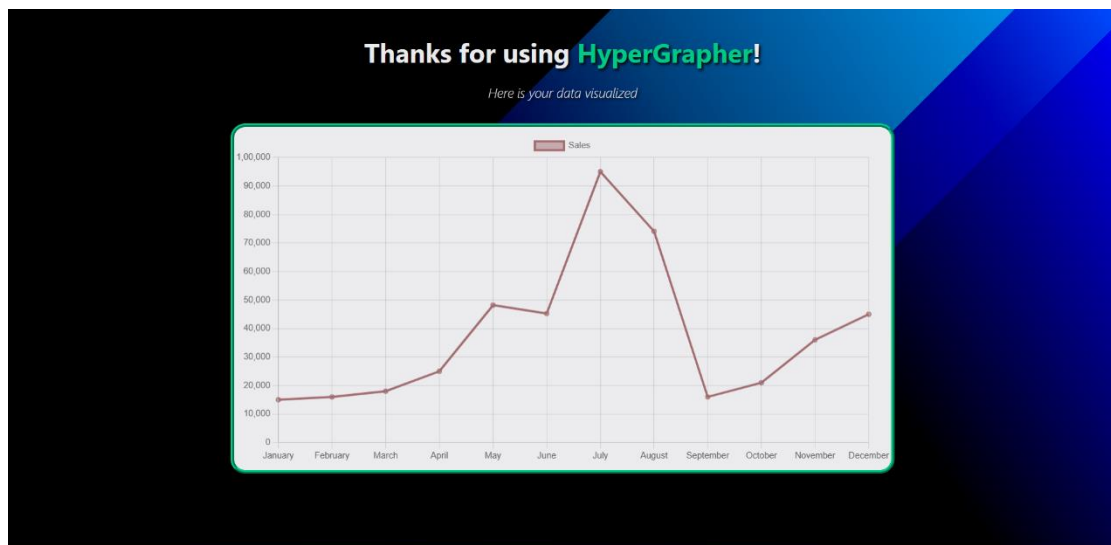 Thanks for using HyperGrapher!
Here is your data visualized
Sales
1,00,000
90,000
80,000
70,000
60,000
50,000
40,000
30,000
20,000
10,000
0
January February March April May June July August September October November December